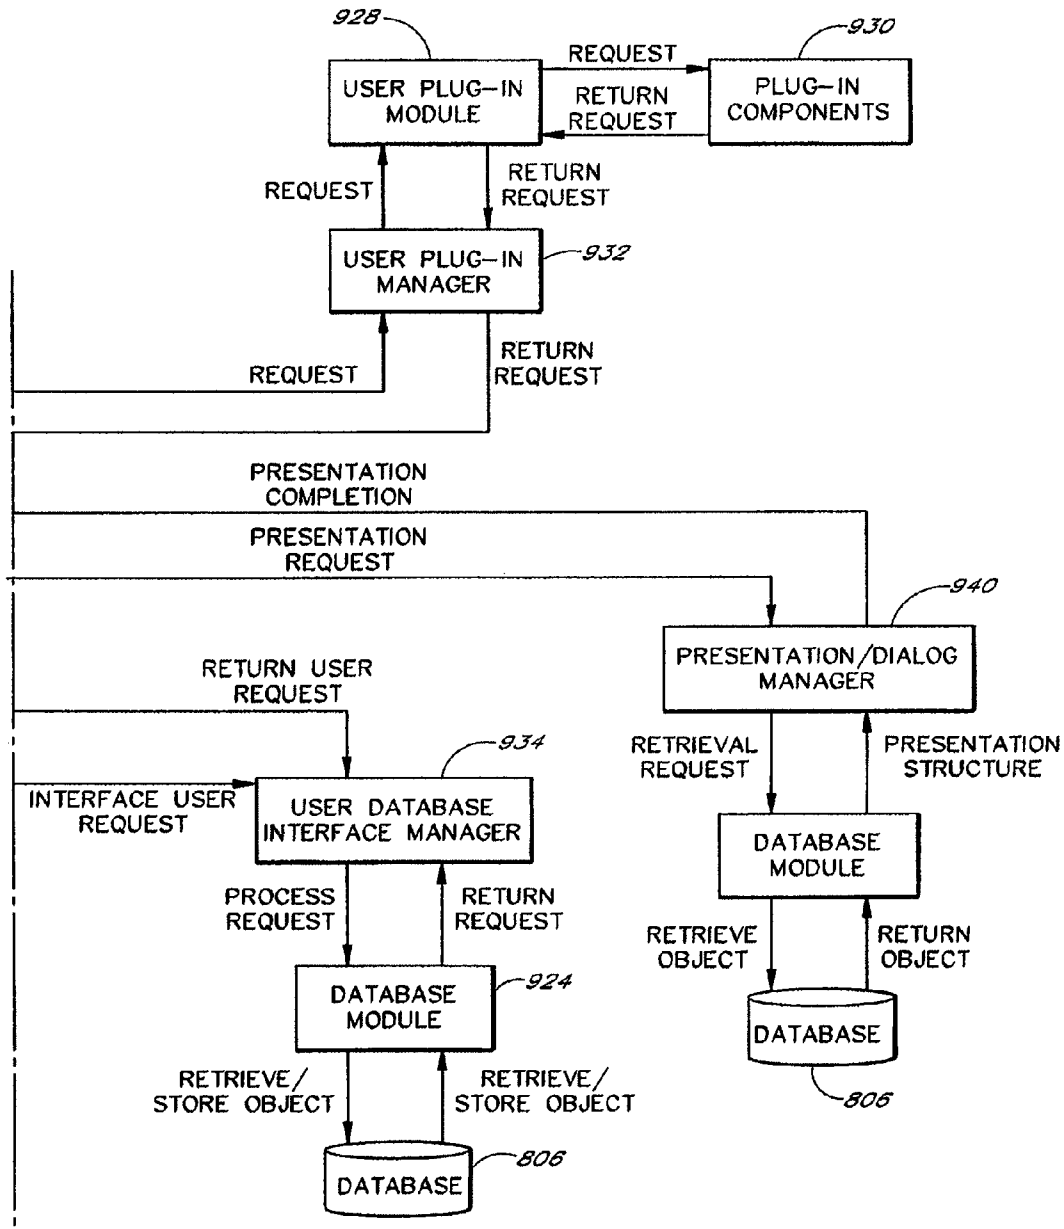 928
930
REQUEST
USER PLUG-IN
MODULE
PLUG-IN
COMPONENTS
RETURN
REQUEST
REQUEST
RETURN
REQUEST
932
USER PLUG-IN
MANAGER
REQUEST
RETURN
REQUEST
PRESENTATION
COMPLETION
PRESENTATION
REQUEST
940
PRESENTATION/DIALOG
MANAGER
RETURN USER
REQUEST
934
RETRIEVAL
REQUEST
PRESENTATION
STRUCTURE
INTERFACE USER
REQUEST
USER DATABASE
INTERFACE MANAGER
DATABASE
MODULE
PROCESS
REQUEST
RETURN
REQUEST
RETRIEVE
OBJECT
RETURN
OBJECT
DATABASE
MODULE
924
DATABASE
806
RETRIEVE/
STORE OBJECT
RETRIEVE/
STORE OBJECT
DATABASE
806